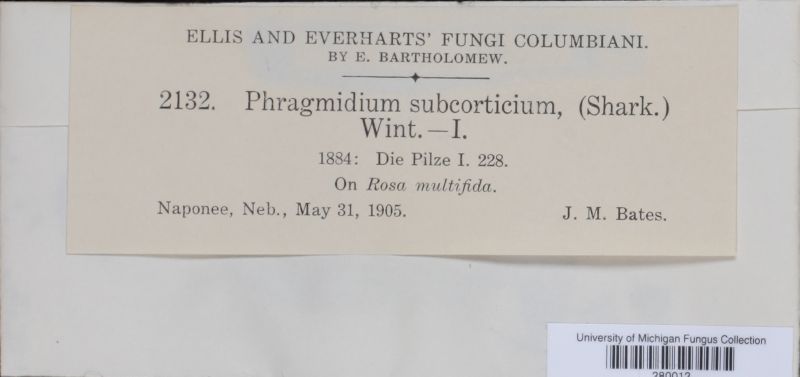 ELLIS AND EVERHARTS' FUNGI COLUMBIANI.
BY E. BARTHOLOMEW.
2132. Phragmidium subcorticium, (Shark.)
Wint.—I.
1884: Die Pilze I. 228.
On Rosa multifida.
Naponee, Neb., May 31, 1905. J. M. Bates.
University of Michigan Fungus Collection
280012